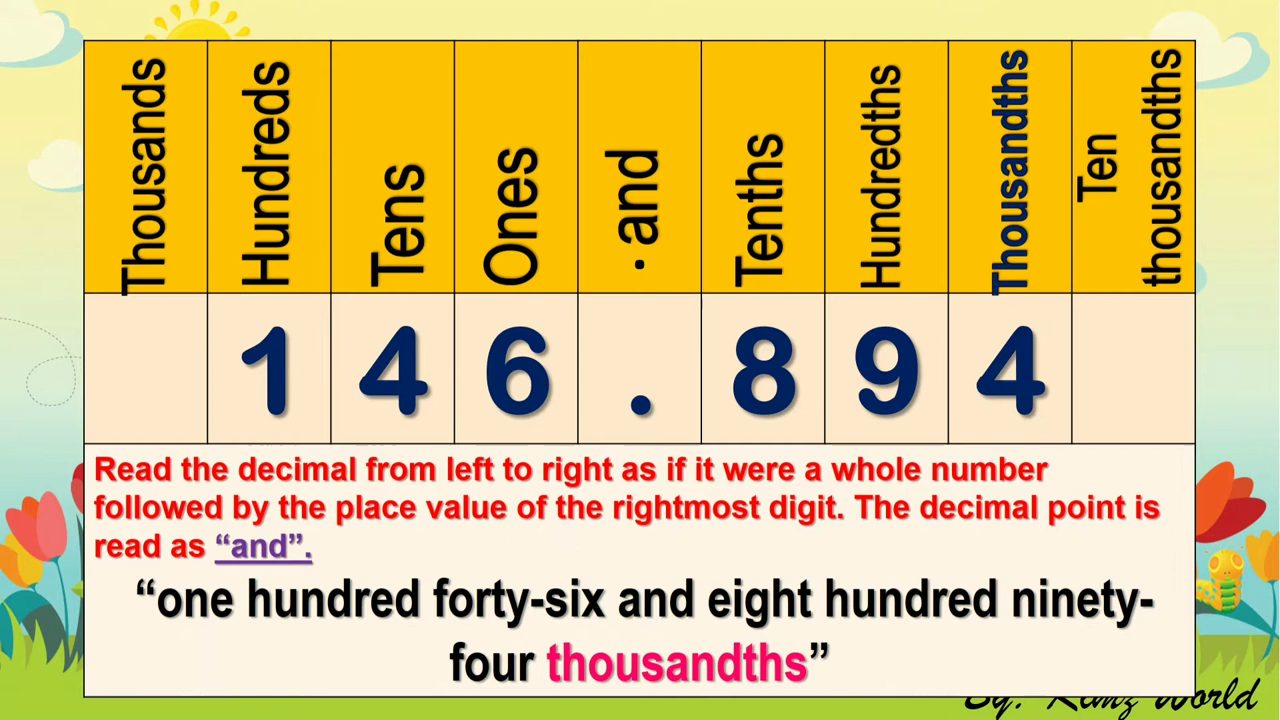 Thousands
Hundreds
Tens
Ones
. and
Tenths
Hundredths
Thousandths
Ten
thousandths
1 4 6 . 8 9 4
Read the decimal from left to right as if it were a whole number
followed by the place value of the rightmost digit. The decimal point is
read as “and”.
“one hundred forty-six and eight hundred ninety-
four thousandths”
By: World